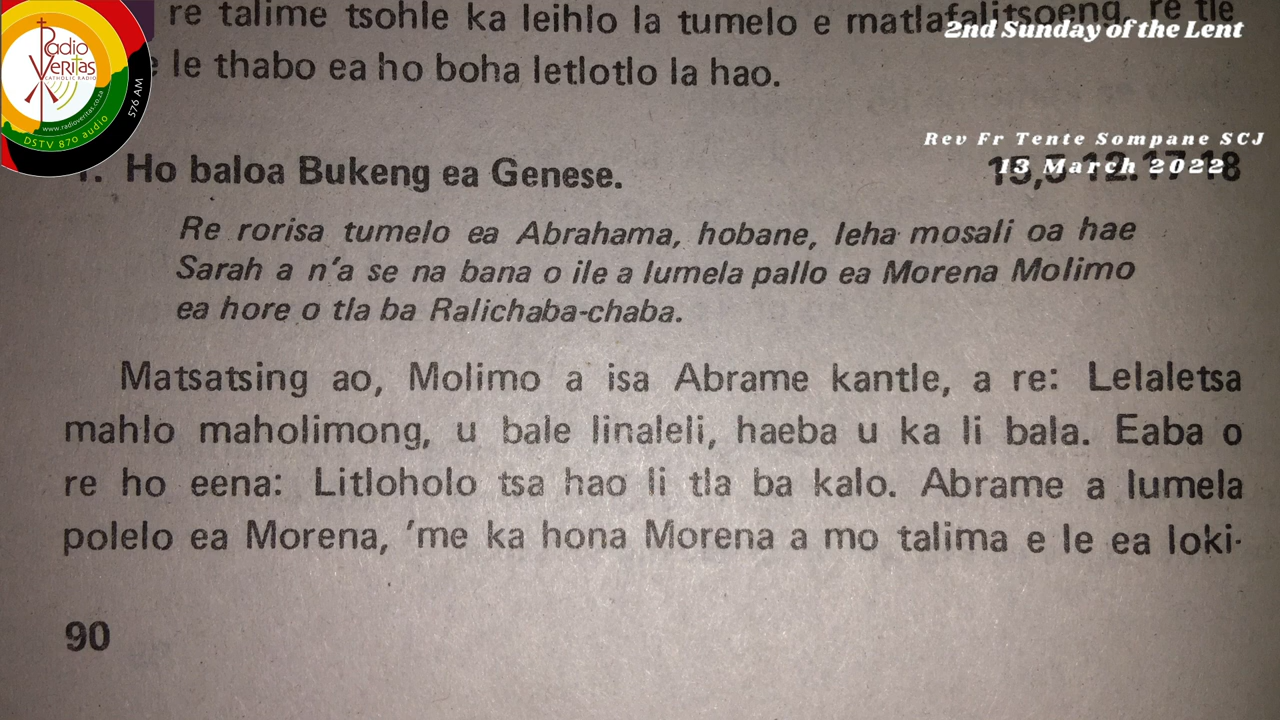 re talime tsohle ka leihlo la tumelo e matlafalitsoeng, re tle
2nd Sunday of the Lent
le thabo ea ho boha letlotlo la hao.
Radio
Veritas
CATHOLIC RADIO
www.radioveritas.co.za
DSTV 870 audio
576 AM
Rev Fr Tente Sompane SCJ
13 March 2022
Ho baloa Bukeng ea Genese.
Re rorisa tumelo ea Abrahama, hobane, leha mosali oa hae
Sarah a n'a se na bana o ile a lumela pallo ea Morena Molimo
ea hore o tla ba Ralichaba-chaba.
Matsatsing ao, Molimo a isa Abrame kantle, a re: Lelaletsa
mahlo maholimong, u bale linaleli, haeba u ka li bala. Eaba o
re ho eena: Litloholo tsa hao li tla ba kalo. Abrame a lumela
polelo ea Morena, 'me ka hona Morena a mo talima e le ea loki-
90